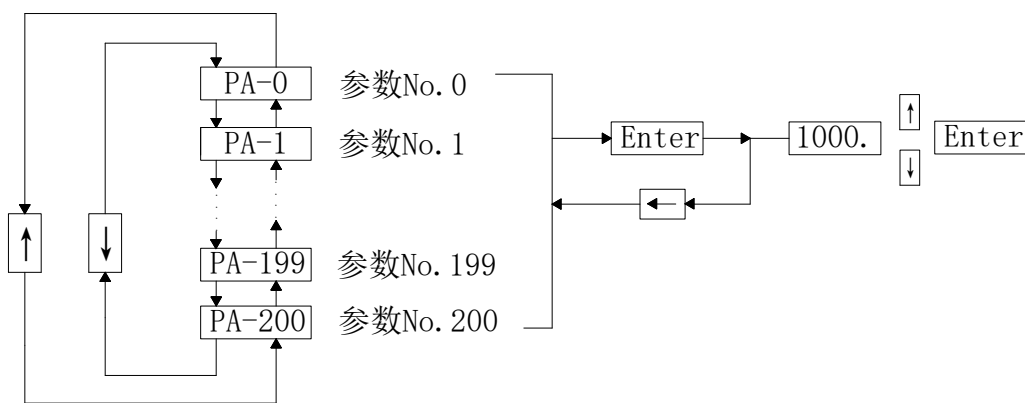 PA-0 参数No.0
PA-1 参数No.1
Enter 1000. ↑ Enter
↓
←
↑ ↓
PA-199 参数No.199
PA-200 参数No.200